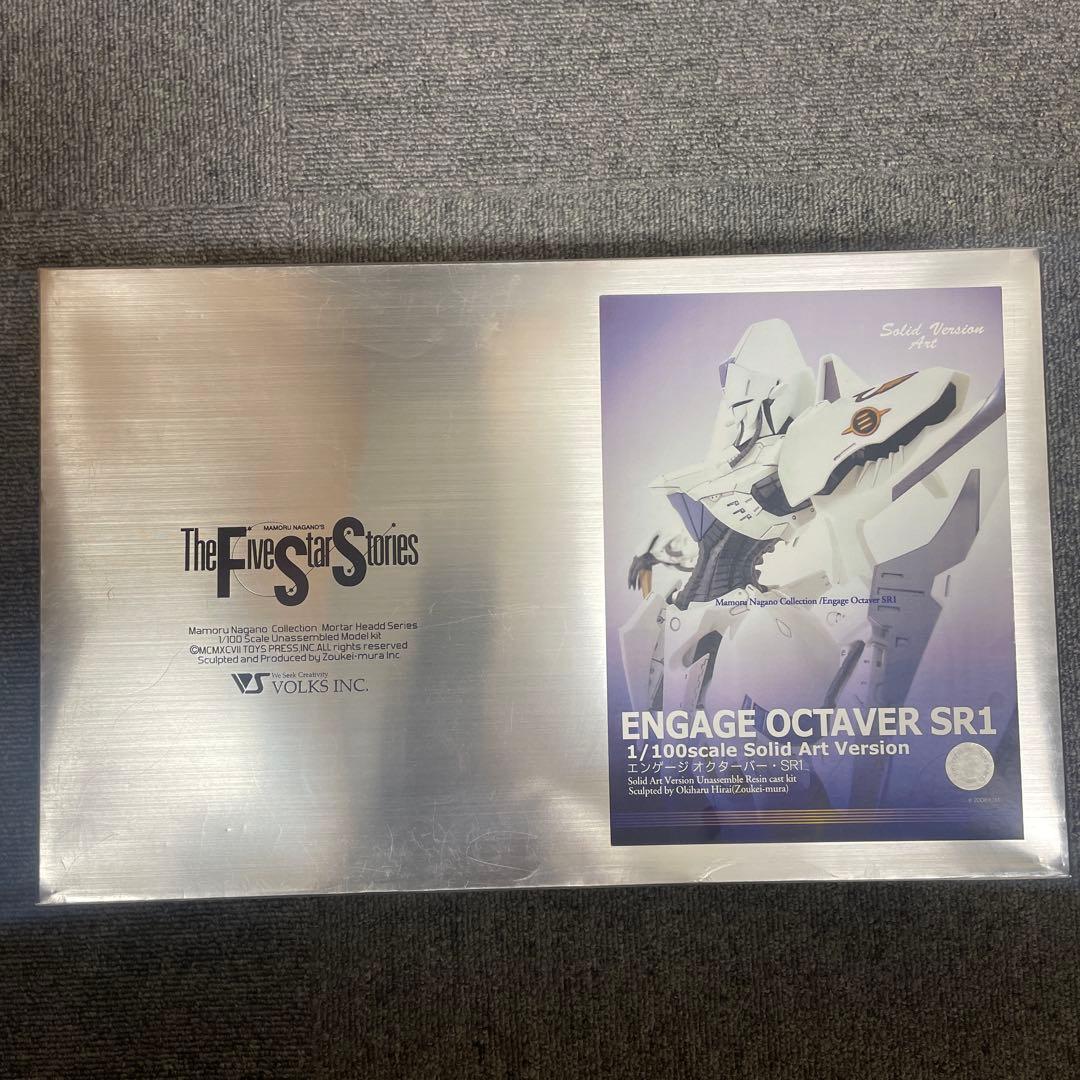 MAMORU NAGANO'S
The Five Star Stories
Mamoru Nagano Collection Mortar Headd Series
1/100 Scale Unassembled Model kit
©MCMXCVII TOYS PRESS.INC.ALL rights reserved
Sculpted and Produced by Zoukei-mura Inc.
VS We Seek Creativity
VOLKS INC.
Solid Version
Art
Mamoru Nagano Collection /Engage Octaver SR1
ENGAGE OCTAVER SR1
1/100scale Solid Art Version
エンゲージ オクターバー・SR1
Solid Art Version Unassemble Resin cast kit
Sculpted by Okiharu Hirai(Zoukei-mura)